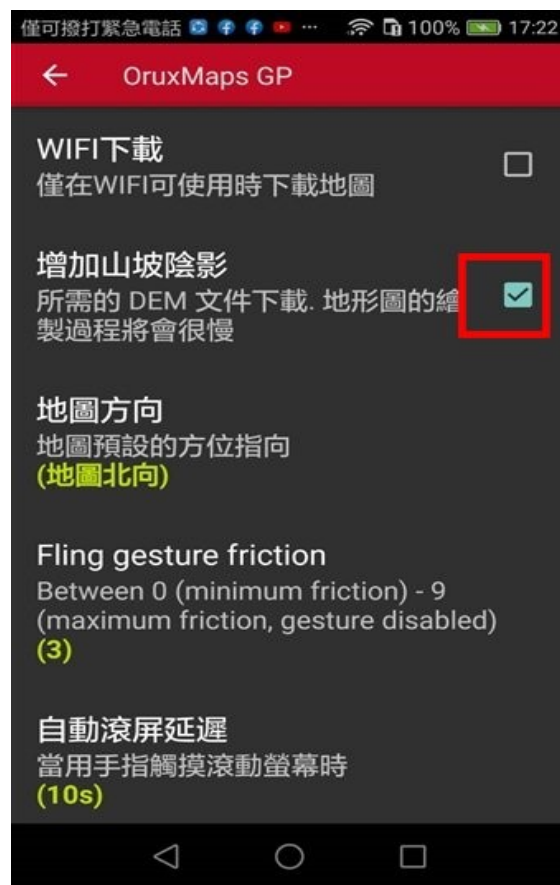 僅可撥打緊急電話 … 100% 17:22
OruxMaps GP
WIFI下載
僅在WIFI可使用時下載地圖
增加山坡陰影
所需的 DEM 文件下載. 地形圖的繪
製過程將會很慢
地圖方向
地圖預設的方位指向
(地圖北向)
Fling gesture friction
Between 0 (minimum friction) - 9
(maximum friction, gesture disabled)
(3)
自動滾屏延遲
當用手指觸摸滾動螢幕時
(10s)